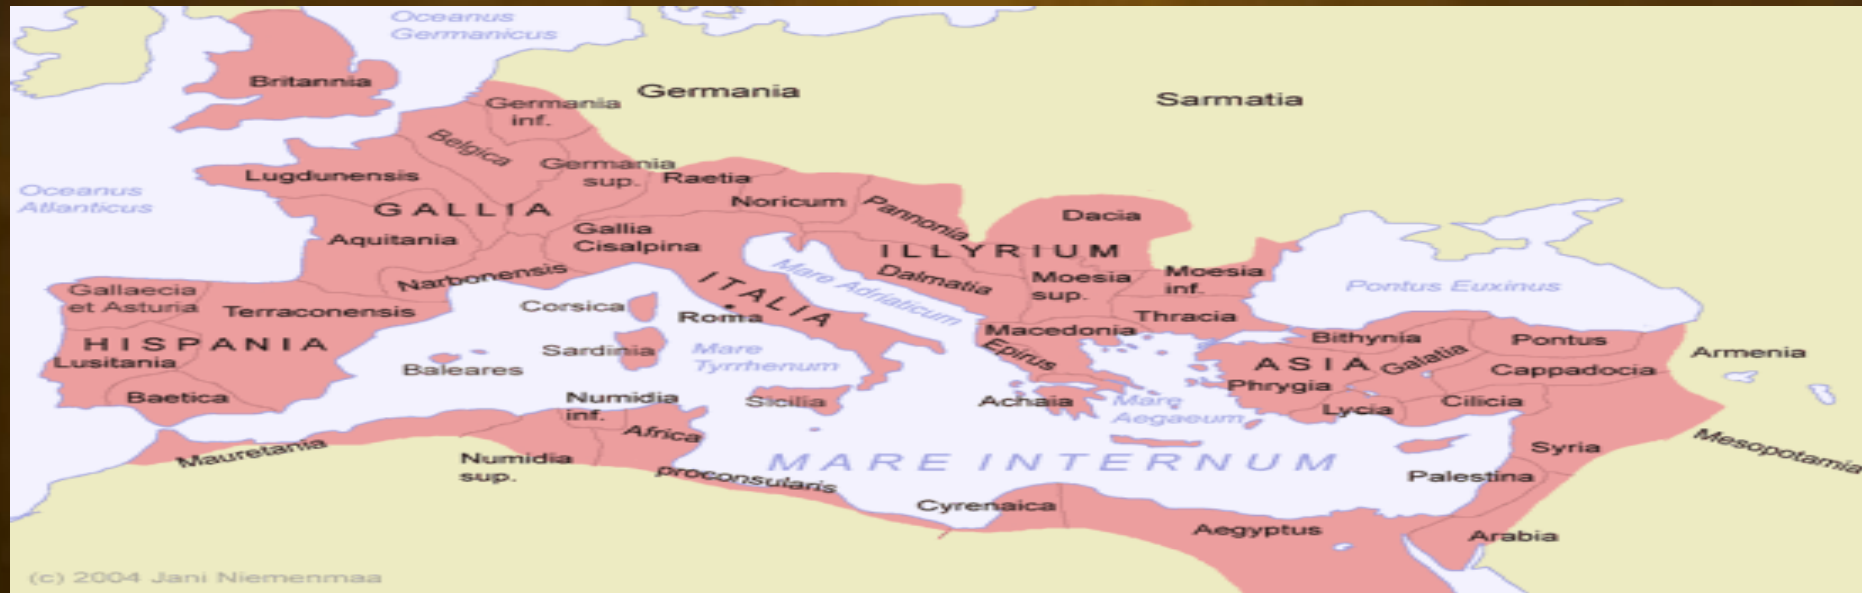 Oceanus
Germanicus
Britannia
Germania
Sarmatia
Germania
inf.
Belgica
Germania
sup.
Raetia
Lugdunensis
Oceanus
Atlanticus
GALLIA
Noricum
Pannonia
Dacia
Aquitania
Gallia
Cisalpina
ILLYRIUM
Narbonensis
ITALIA
Mare Adriaticum
Dalmatia
Moesia
sup.
Moesia
inf.
Pontus Euxinus
Gallaecia
et Asturia
Terraconensis
Corsica
Roma
Thracia
Macedonia
HISPANIA
Lusitania
Sardinia
Mare
Tyrrhenum
Epirus
Bithynia
Pontus
ASIA
Galatia
Armenia
Baleares
Phrygia
Cappadocia
Baetica
Numidia
inf.
Sicilia
Achaia
Mare
Aegaeum
Lycia
Cilicia
Mauretania
Africa
proconsularis
Numidia
sup.
MARE INTERNUM
Syria
Mesopotamia
Palestina
Cyrenaica
Aegyptus
Arabia
(c) 2004 Jani Niemenmaa